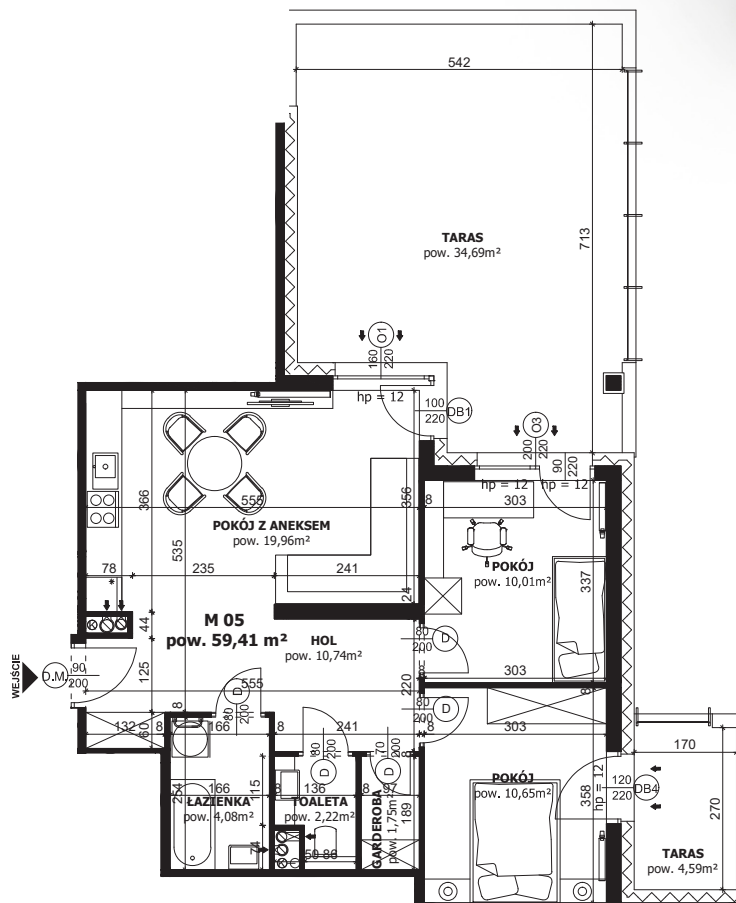 542
TARAS
pow. 34,69m²
713
O1
160
220
hp = 12
100
220
DB1
O3
200
220
90
220
hp = 12
hp = 12
366
555
356
8
303
POKÓJ Z ANEKSEM
pow. 19,96m²
535
78
235
241
24
POKÓJ
pow. 10,01m²
337
M 05
pow. 59,41 m²
44
HOL
pow. 10,74m²
80
200
D
WEJŚCIE
D.M.
90
200
125
555
220
303
8
80
200
D
D
80
200
8
132
8
166
8
241
8
303
60
80
200
D
70
200
D
170
254
166
115
8
136
8
97
189
ŁAZIENKA
pow. 4,08m²
TOALETA
pow. 2,22m²
GARDEROBA
pow. 1,75m²
74
50
86
POKÓJ
pow. 10,65m²
358
hp = 12
120
220
DB4
270
TARAS
pow. 4,59m²